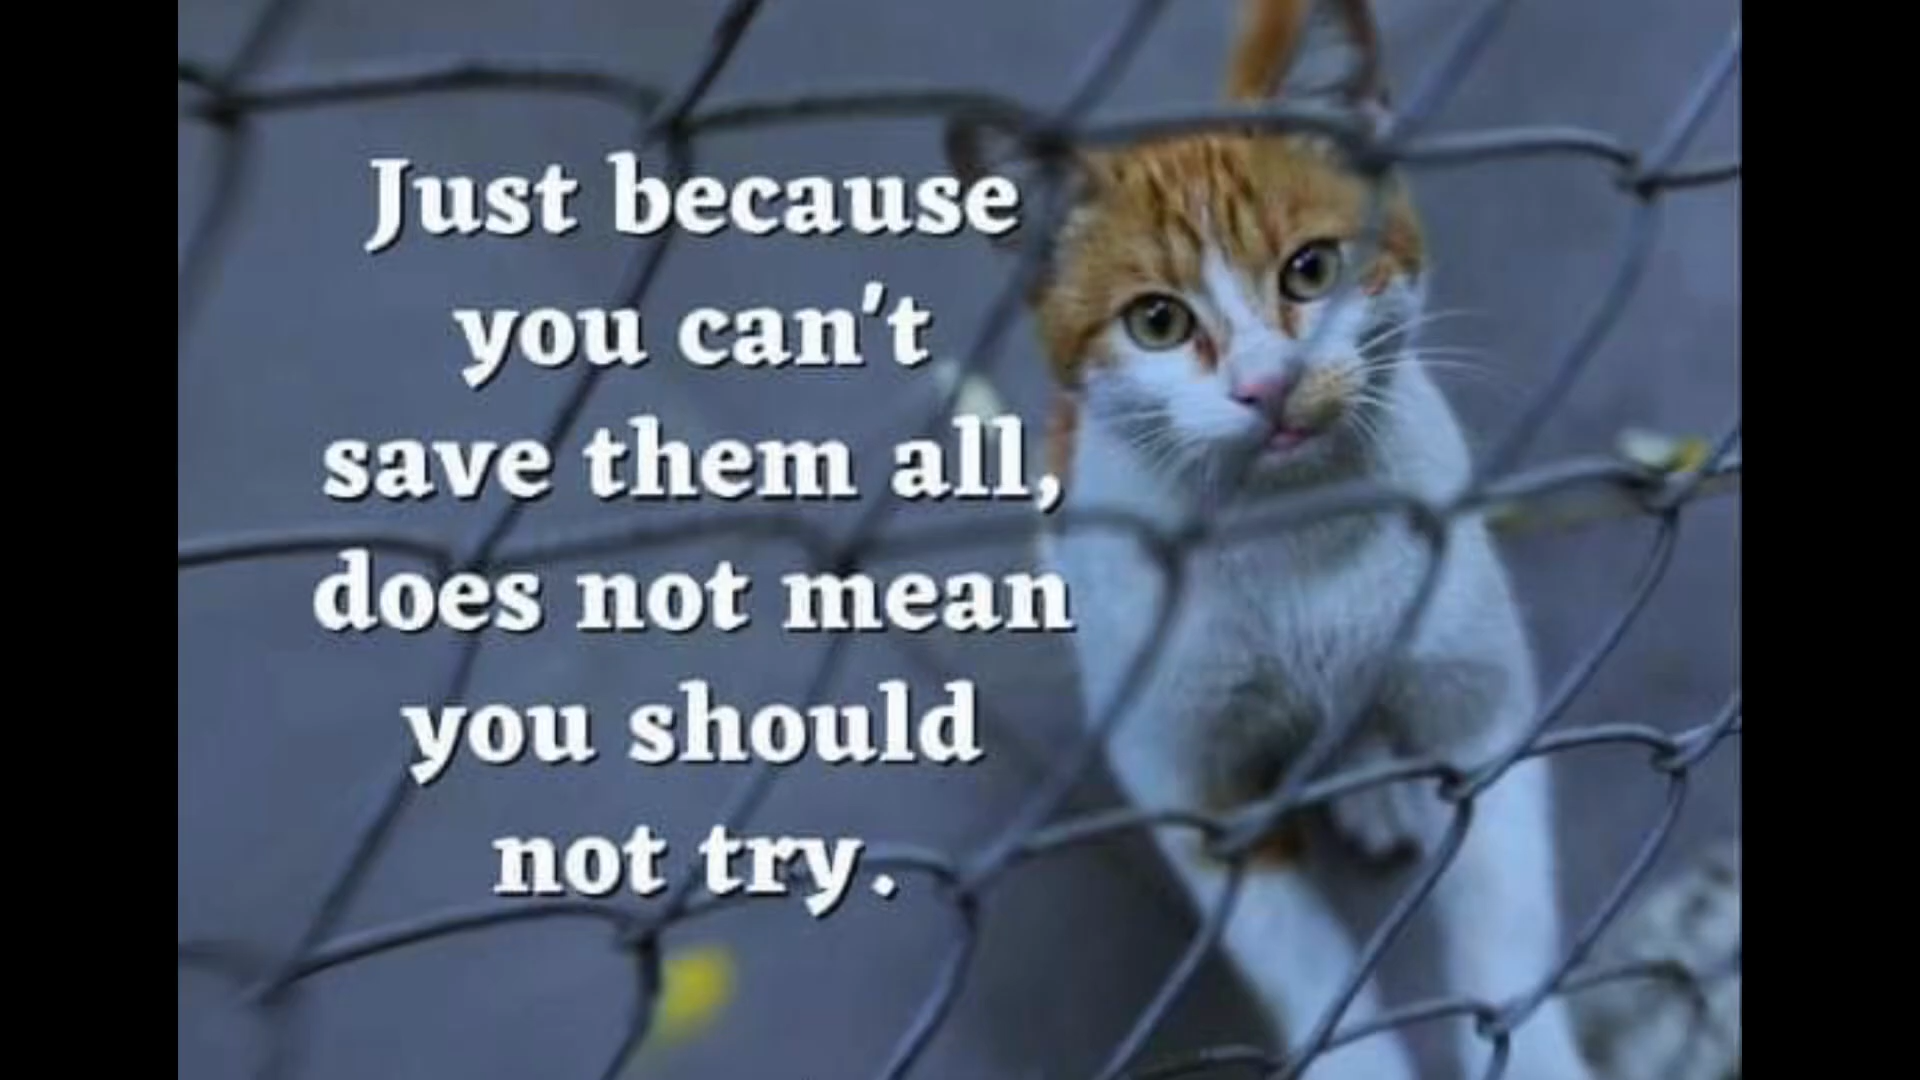 Just because
you can't
save them all,
does not mean
you should
not try.